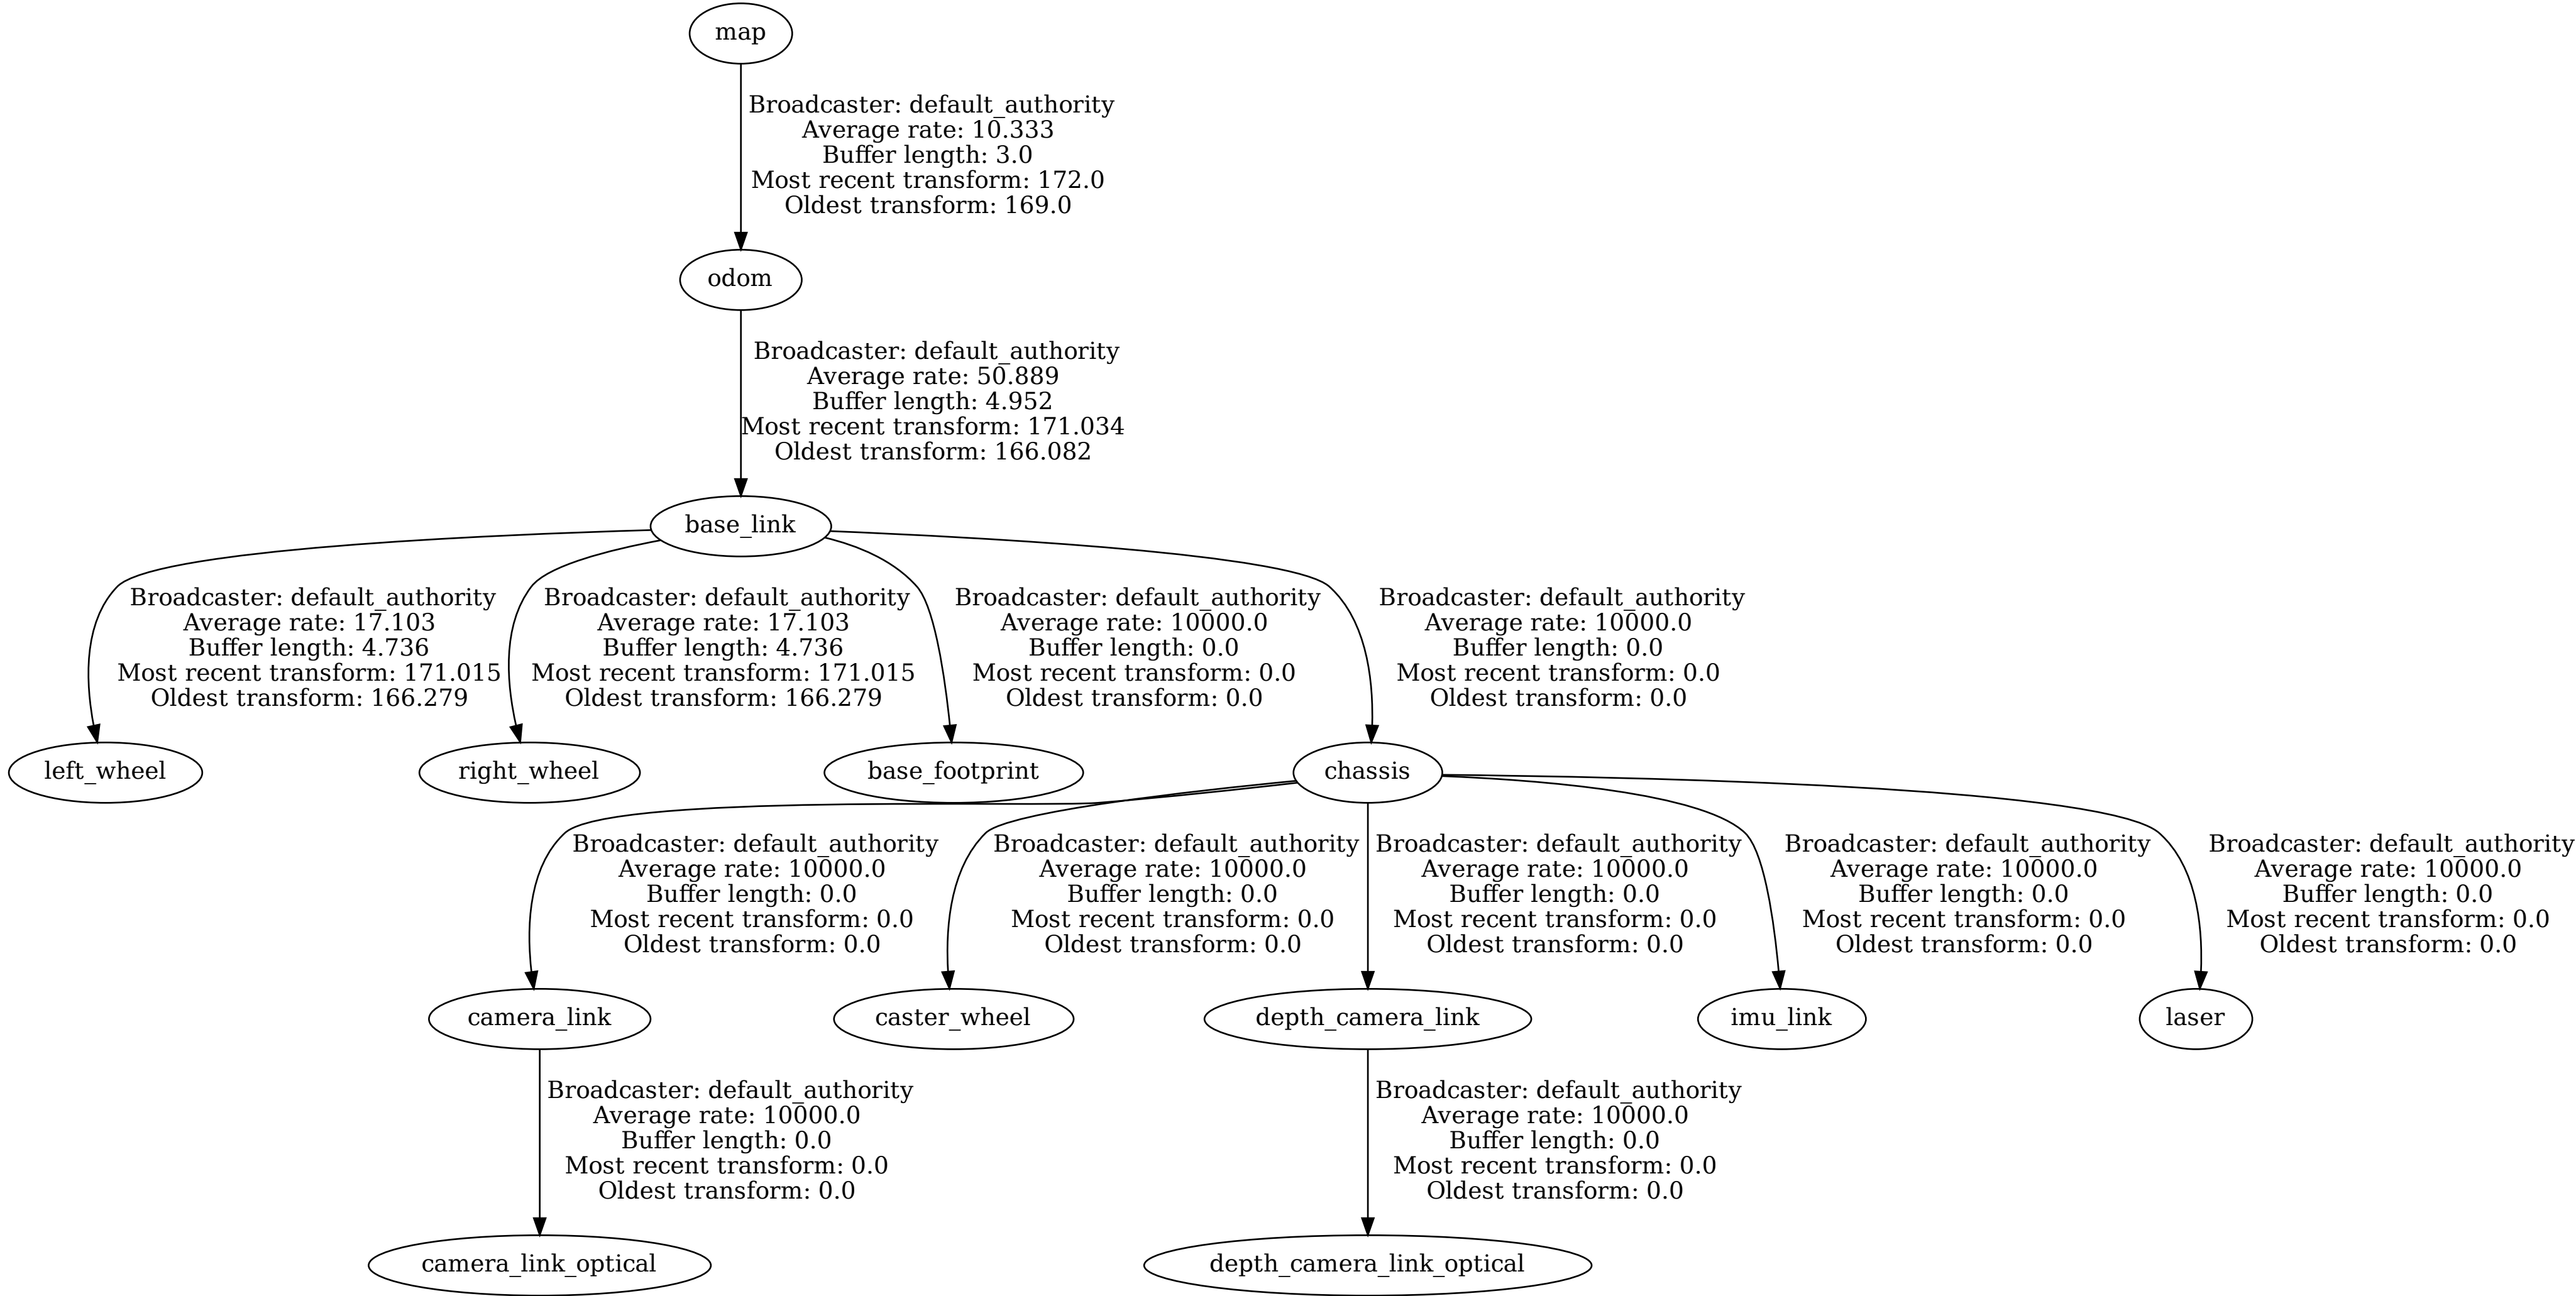 map
Broadcaster: default_authority
Average rate: 10.333
Buffer length: 3.0
Most recent transform: 172.0
Oldest transform: 169.0
odom
Broadcaster: default_authority
Average rate: 50.889
Buffer length: 4.952
Most recent transform: 171.034
Oldest transform: 166.082
base_link
Broadcaster: default_authority
Average rate: 17.103
Buffer length: 4.736
Most recent transform: 171.015
Oldest transform: 166.279
Broadcaster: default_authority
Average rate: 17.103
Buffer length: 4.736
Most recent transform: 171.015
Oldest transform: 166.279
Broadcaster: default_authority
Average rate: 10000.0
Buffer length: 0.0
Most recent transform: 0.0
Oldest transform: 0.0
Broadcaster: default_authority
Average rate: 10000.0
Buffer length: 0.0
Most recent transform: 0.0
Oldest transform: 0.0
left_wheel
right_wheel
base_footprint
chassis
Broadcaster: default_authority
Average rate: 10000.0
Buffer length: 0.0
Most recent transform: 0.0
Oldest transform: 0.0
Broadcaster: default_authority
Average rate: 10000.0
Buffer length: 0.0
Most recent transform: 0.0
Oldest transform: 0.0
Broadcaster: default_authority
Average rate: 10000.0
Buffer length: 0.0
Most recent transform: 0.0
Oldest transform: 0.0
Broadcaster: default_authority
Average rate: 10000.0
Buffer length: 0.0
Most recent transform: 0.0
Oldest transform: 0.0
Broadcaster: default_authority
Average rate: 10000.0
Buffer length: 0.0
Most recent transform: 0.0
Oldest transform: 0.0
camera_link
caster_wheel
depth_camera_link
imu_link
laser
Broadcaster: default_authority
Average rate: 10000.0
Buffer length: 0.0
Most recent transform: 0.0
Oldest transform: 0.0
Broadcaster: default_authority
Average rate: 10000.0
Buffer length: 0.0
Most recent transform: 0.0
Oldest transform: 0.0
camera_link_optical
depth_camera_link_optical